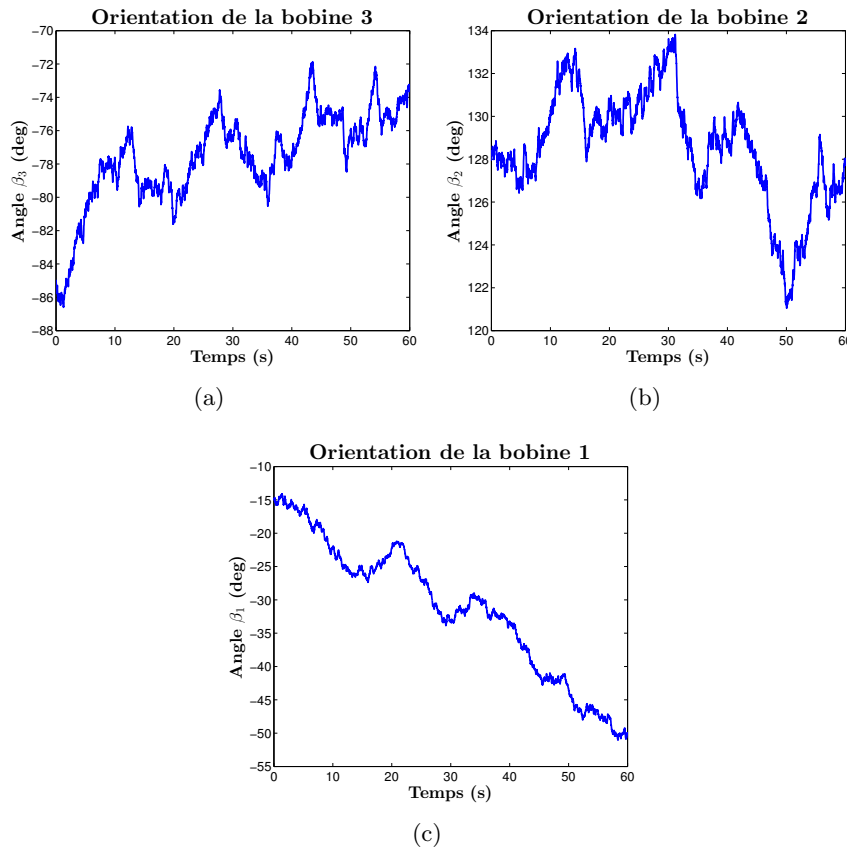 Orientation de la bobine 3
−70
−72
−74
−76
−78
−80
−82
−84
−86
−88
Angle β₃ (deg)
0 10 20 30 40 50 60
Temps (s)
(a)
Orientation de la bobine 2
134
132
130
128
126
124
122
120
Angle β₂ (deg)
0 10 20 30 40 50 60
Temps (s)
(b)
Orientation de la bobine 1
−10
−15
−20
−25
−30
−35
−40
−45
−50
−55
Angle β₁ (deg)
0 10 20 30 40 50 60
Temps (s)
(c)